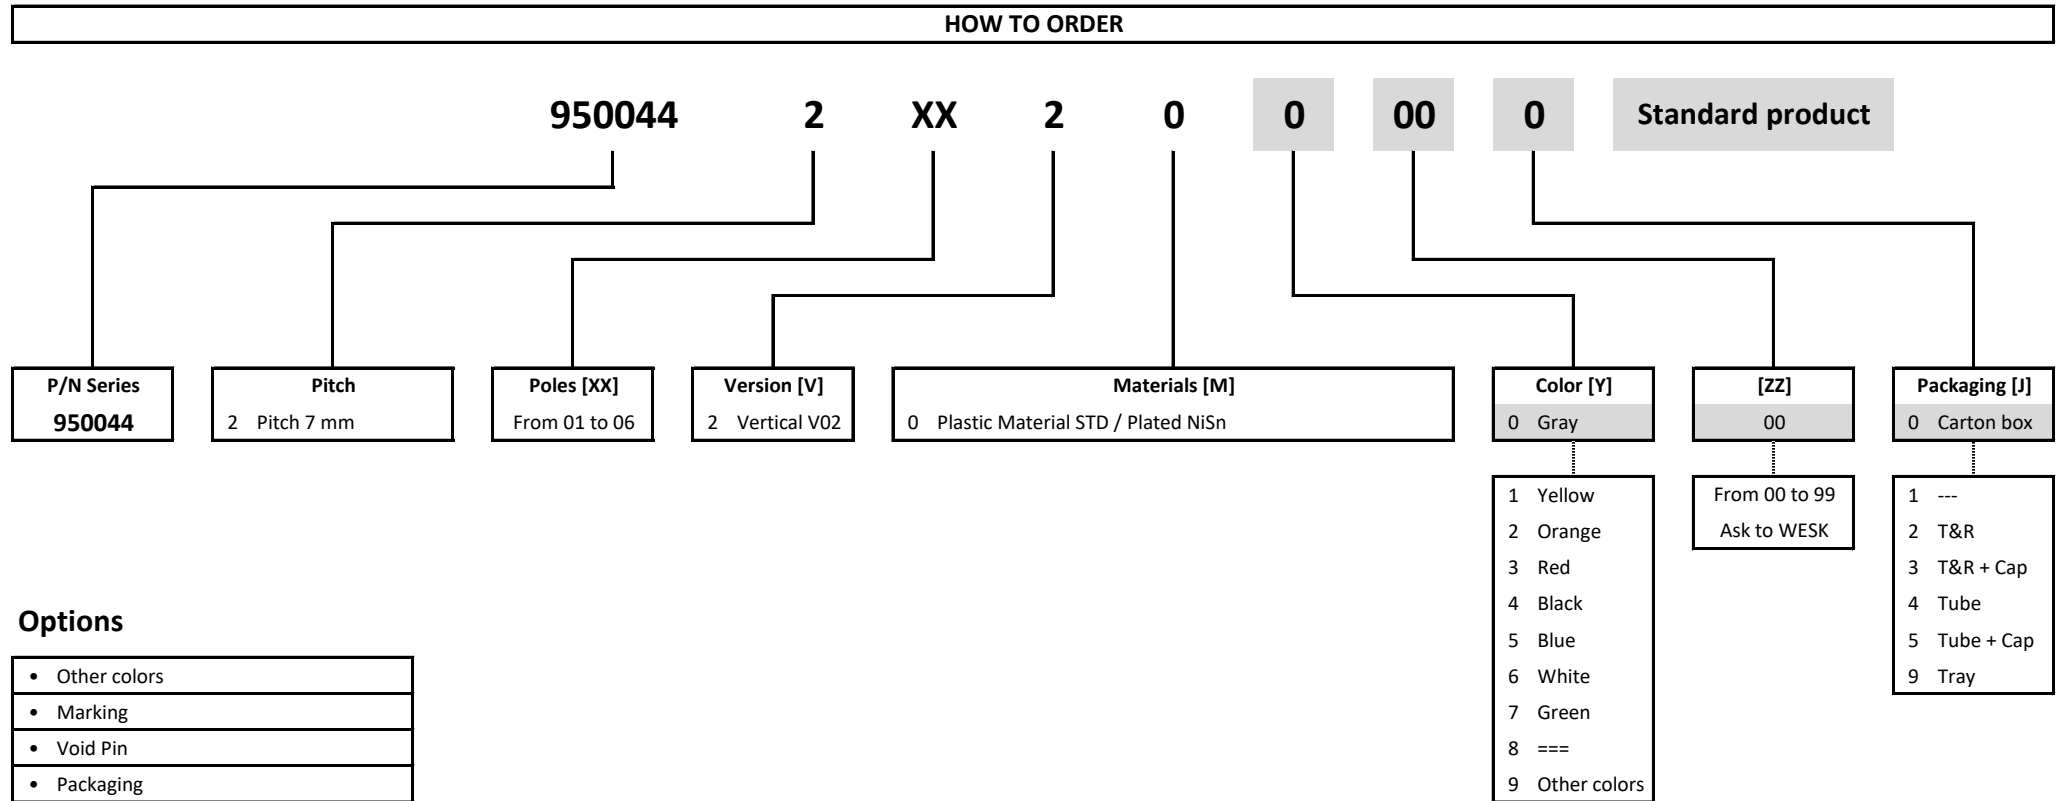 HOW TO ORDER
950044 2 XX 2 0 0 00 0 Standard product
P/N Series Pitch Poles [XX] Version [V] Materials [M] Color [Y] [ZZ] Packaging [J]
950044 2 Pitch 7 mm From 01 to 06 2 Vertical V02 0 Plastic Material STD / Plated NiSn 0 Gray 00 0 Carton box
1 Yellow From 00 to 99 1 ---
2 Orange Ask to WESK 2 T&R
3 Red 3 T&R + Cap
4 Black 4 Tube
Options
5 Blue 5 Tube + Cap
• Other colors 6 White 9 Tray
• Marking 7 Green
• Void Pin 8 ===
• Packaging 9 Other colors